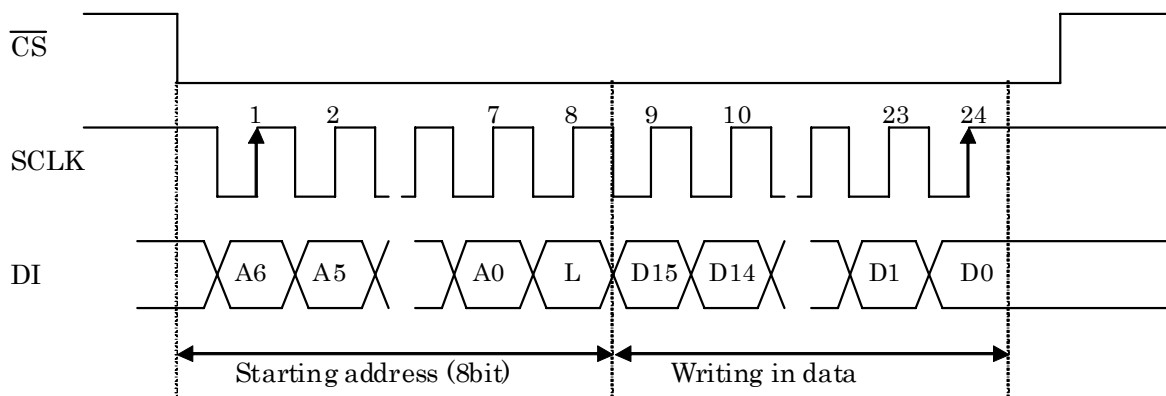 CS
1 2 7 8 9 10 23 24
SCLK
DI A6 A5 A0 L D15 D14 D1 D0
Starting address (8bit) Writing in data